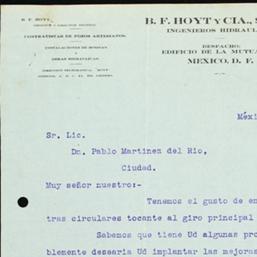 B. F. HOYT
CONTRATISTAS DE POZOS ARTESIANOS.
INSTALACIONES DE BOMBAS
Y
OBRAS HIDRAULICAS
B. F. HOYT Y CIA., S
INGENIEROS HIDRAUL
DESPACHO:
EDIFICIO DE LA MUTUA
MEXICO, D. F.
Méxi
Sr. Lic.
Dn. Pablo Martinez del Rio,
Ciudad.
Muy señor nuestro:-
Tenemos el gusto de en
tras circulares tocante al giro principal
Sabemos que tiene Ud algunas pro
blemente desearia Ud implantar las mejoras